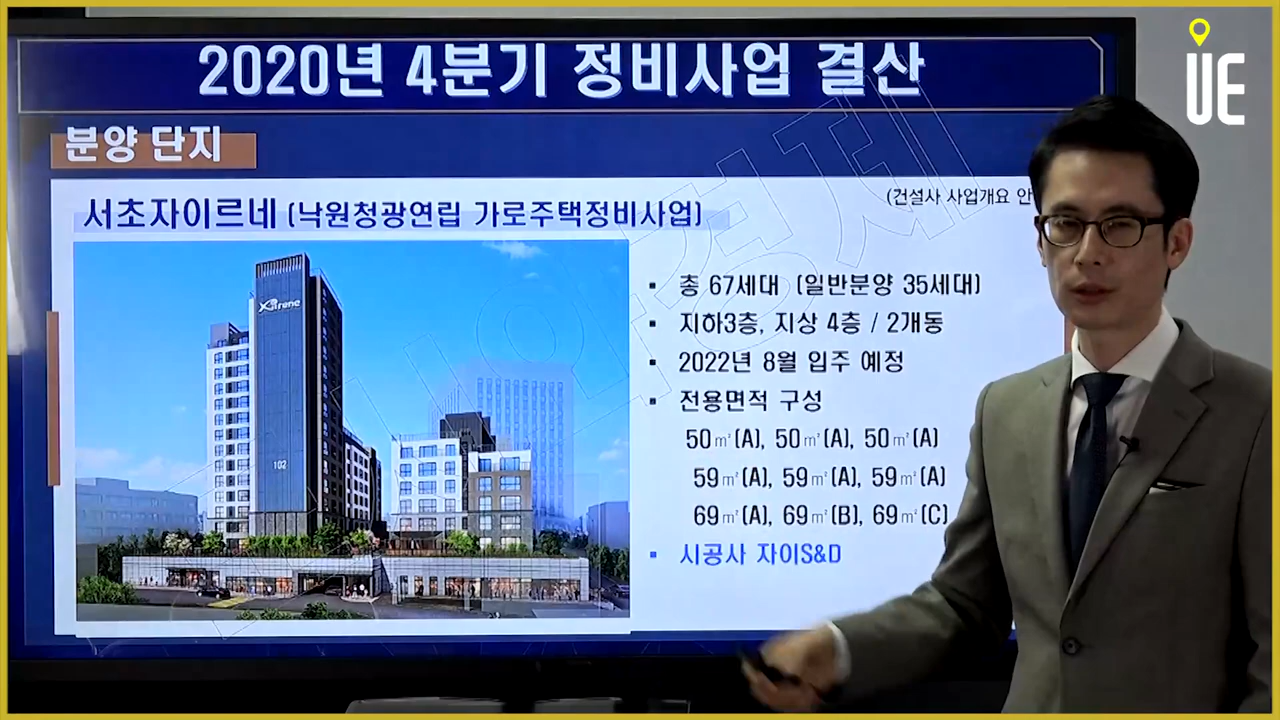 UE
2020년 4분기 정비사업 결산
분양 단지
(건설사 사업개요 안
서초자이르네 (낙원청광연립 가로주택정비사업)
Xirene
102
▪ 총 67세대 (일반분양 35세대)
▪ 지하3층, 지상 4층 / 2개동
▪ 2022년 8월 입주 예정
▪ 전용면적 구성
50㎡(A), 50㎡(A), 50㎡(A)
59㎡(A), 59㎡(A), 59㎡(A)
69㎡(A), 69㎡(B), 69㎡(C)
▪ 시공사 자이S&D